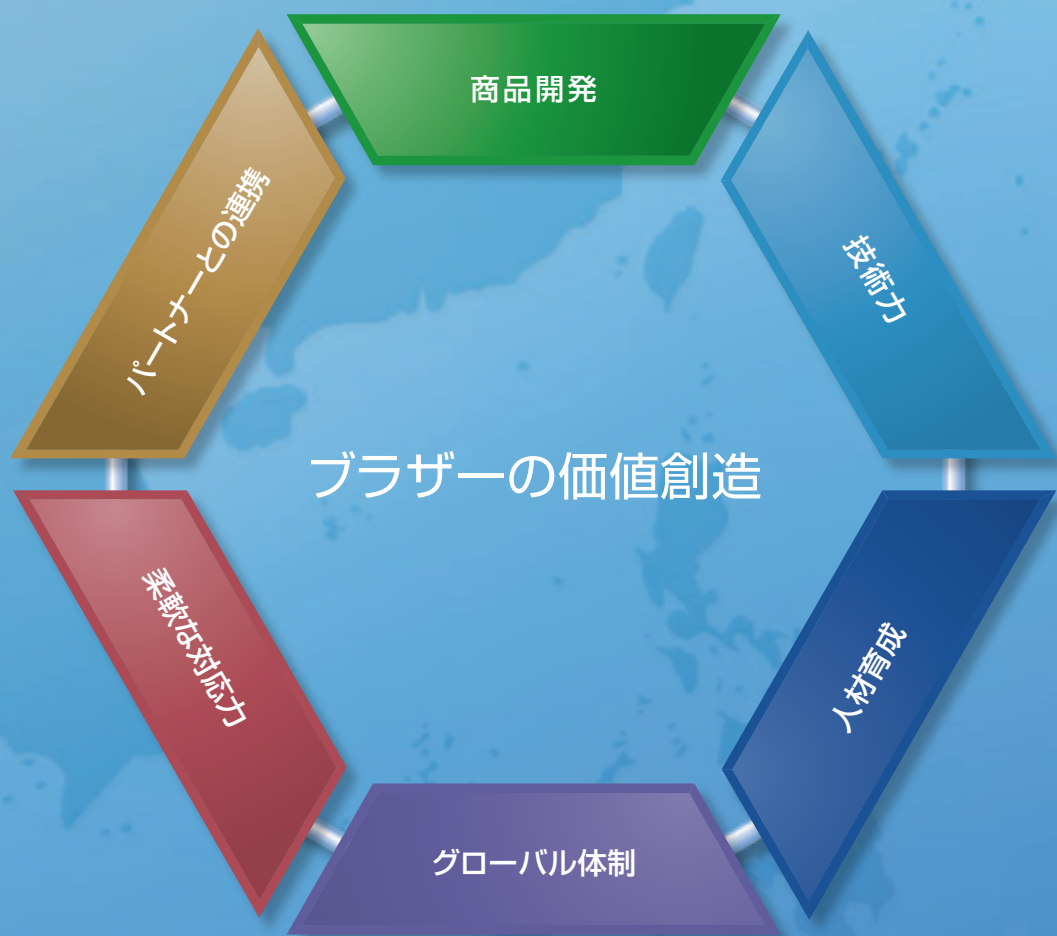 商品開発
技術力
人材育成
グローバル体制
柔軟な対応力
パートナーとの連携
ブラザーの価値創造